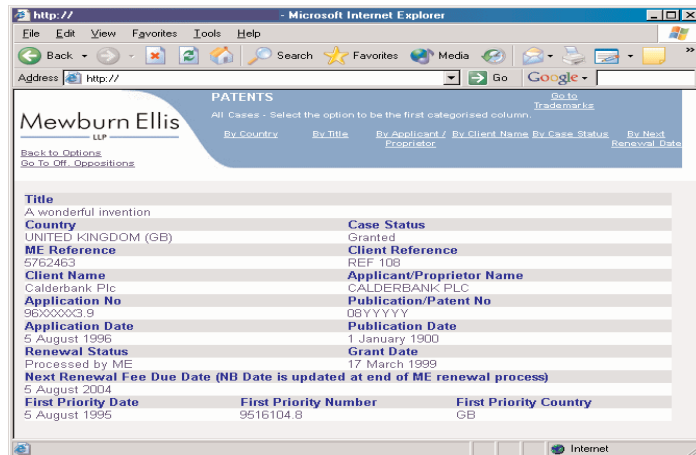 http:// - Microsoft Internet Explorer
File Edit View Favorites Tools Help
Back Search Favorites Media
Address http:// Go Google
PATENTS
Go to Trademarks
All Cases - Select the option to be the first categorised column.
Mewburn Ellis
LLP
By Country By Title By Applicant / Proprietor By Client Name By Case Status By Next Renewal Date
Back to Options
Go To Off. Oppositions
Title
A wonderful invention
Country Case Status
UNITED KINGDOM (GB) Granted
ME Reference Client Reference
5762463 REF 108
Client Name Applicant/Proprietor Name
Calderbank Plc CALDERBANK PLC
Application No Publication/Patent No
96XXXXX3.9 08YYYYY
Application Date Publication Date
5 August 1996 1 January 1900
Renewal Status Grant Date
Processed by ME 17 March 1999
Next Renewal Fee Due Date (NB Date is updated at end of ME renewal process)
5 August 2004
First Priority Date First Priority Number First Priority Country
5 August 1995 9516104.8 GB
Internet